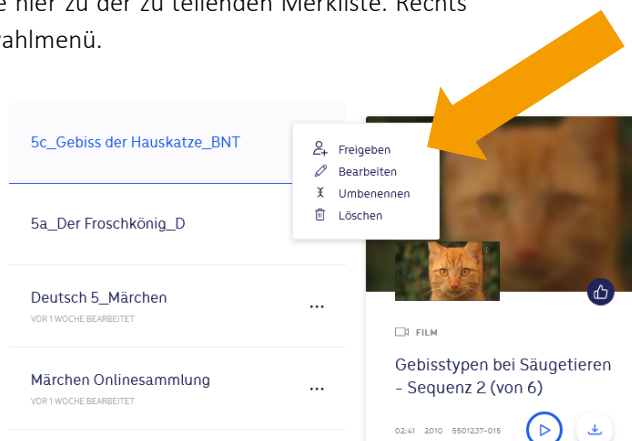 hier zu der zu teilenden Merkliste. Rechts
5c_Gebiss der Hauskatze_BNT
Freigeben
Bearbeiten
Umbenennen
Löschen
5a_Der Froschkönig_D
Deutsch 5_Märchen
VOR 1 WOCHE BEARBEITET
...
Märchen Onlinesammlung
VOR 1 WOCHE BEARBEITET
...
FILM
Gebisstypen bei Säugetieren
- Sequenz 2 (von 6)
02:41 2010 5501237-015